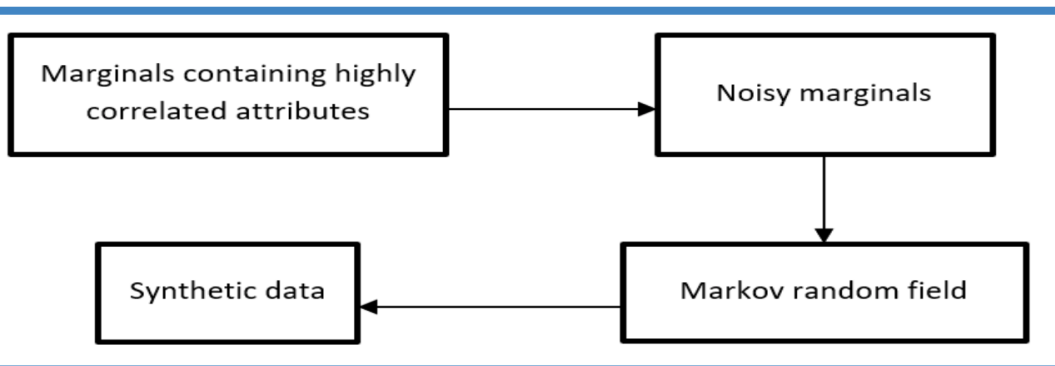 Marginals containing highly
correlated attributes
Noisy marginals
Markov random field
Synthetic data